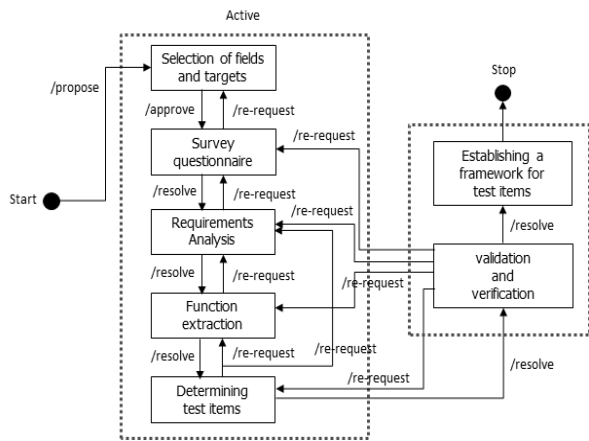 Active
Selection of fields
and targets
Stop
/propose
/approve
/re-request
/re-request
Survey
questionnaire
Establishing a
framework for
test items
/resolve
/re-request
Start
/re-request
Requirements
Analysis
/resolve
/resolve
/re-request
validation
and
verification
/re-request
Function
extraction
/resolve
/re-request
/re-request
/resolve
/re-request
Determining
test items